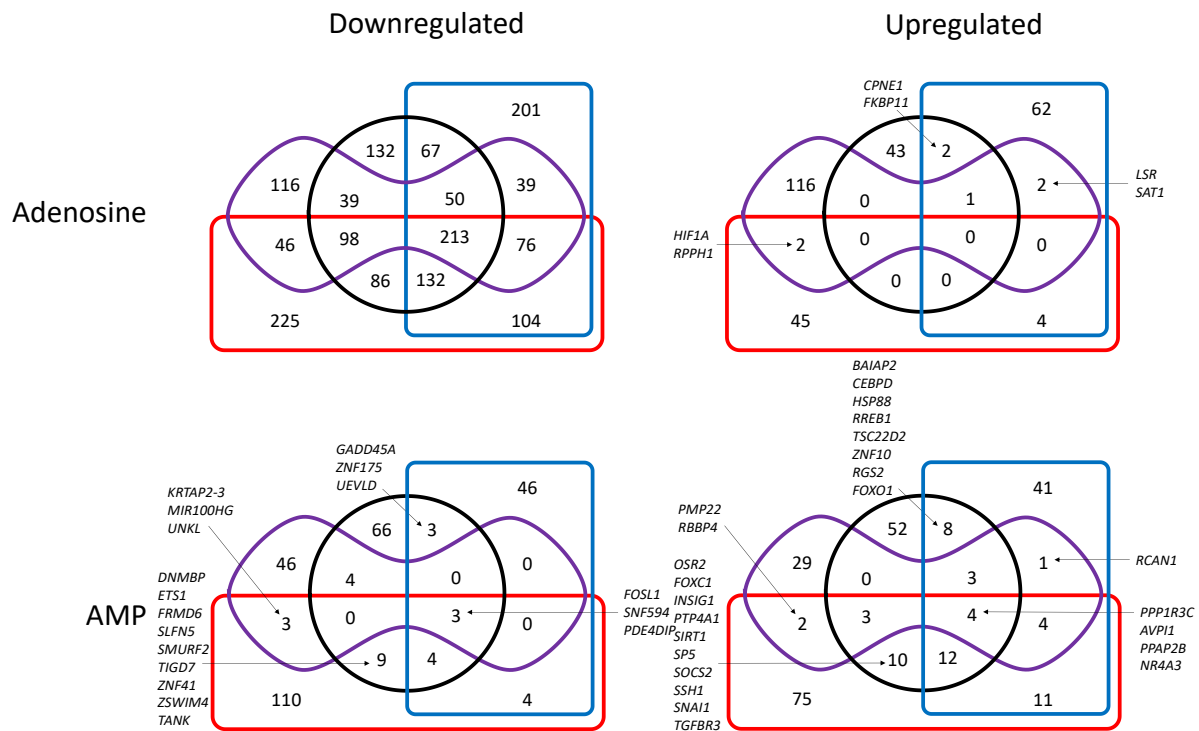 Downregulated
Upregulated
Adenosine
201
132
67
116
39
50
39
46
98
213
76
86
132
225
104
CPNE1
FKBP11
62
43
2
116
0
1
2
LSR
SAT1
HIF1A
RPPH1
2
0
0
0
0
0
45
4
AMP
GADD45A
ZNF175
UEVLD
KRTAP2-3
MIR100HG
UNKL
46
66
3
46
4
0
0
DNMBP
ETS1
FRMD6
SLFN5
SMURF2
TIGD7
ZNF41
ZSWIM4
TANK
3
0
3
0
FOSL1
SNF594
PDE4DIP
9
4
110
4
BAIAP2
CEBPD
HSP88
RREB1
TSC22D2
ZNF10
RGS2
FOXO1
PMP22
RBBP4
41
52
8
29
0
3
1
RCAN1
OSR2
FOXC1
INSIG1
PTP4A1
SIRT1
SP5
SOCS2
SSH1
SNAI1
TGFBR3
2
3
4
4
PPP1R3C
AVPI1
PPAP2B
NR4A3
10
12
75
11